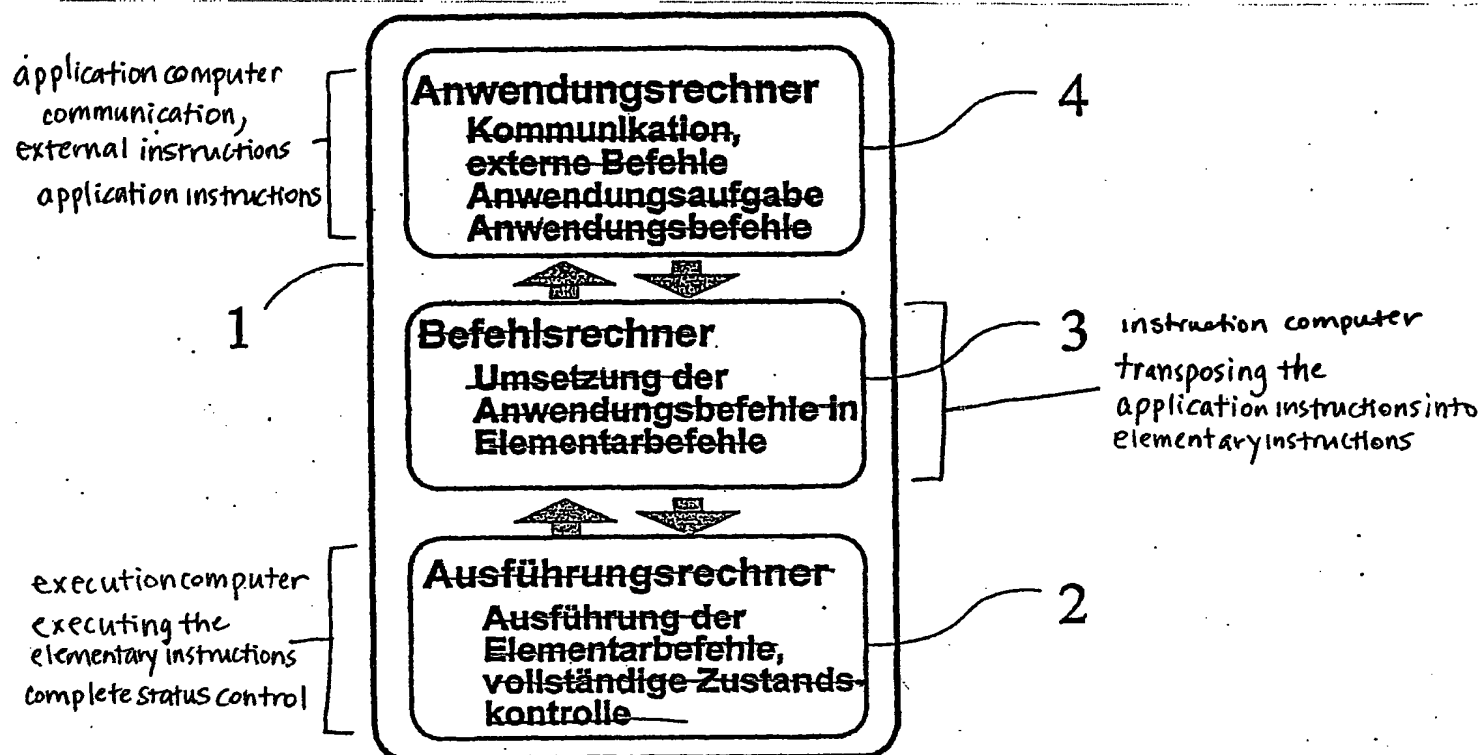 application computer
communication,
external instructions
application instructions
Anwendungsrechner
Kommunikation,
externe Befehle
Anwendungsaufgabe
Anwendungsbefehle
4
1
Befehlsrechner
Umsetzung der
Anwendungsbefehle in
Elementarbefehle
3
instruction computer
transposing the
application instructions into
elementary instructions
execution computer
executing the
elementary instructions
complete status control
Ausführungsrechner
Ausführung der
Elementarbefehle,
vollständige Zustands-
kontrolle
2